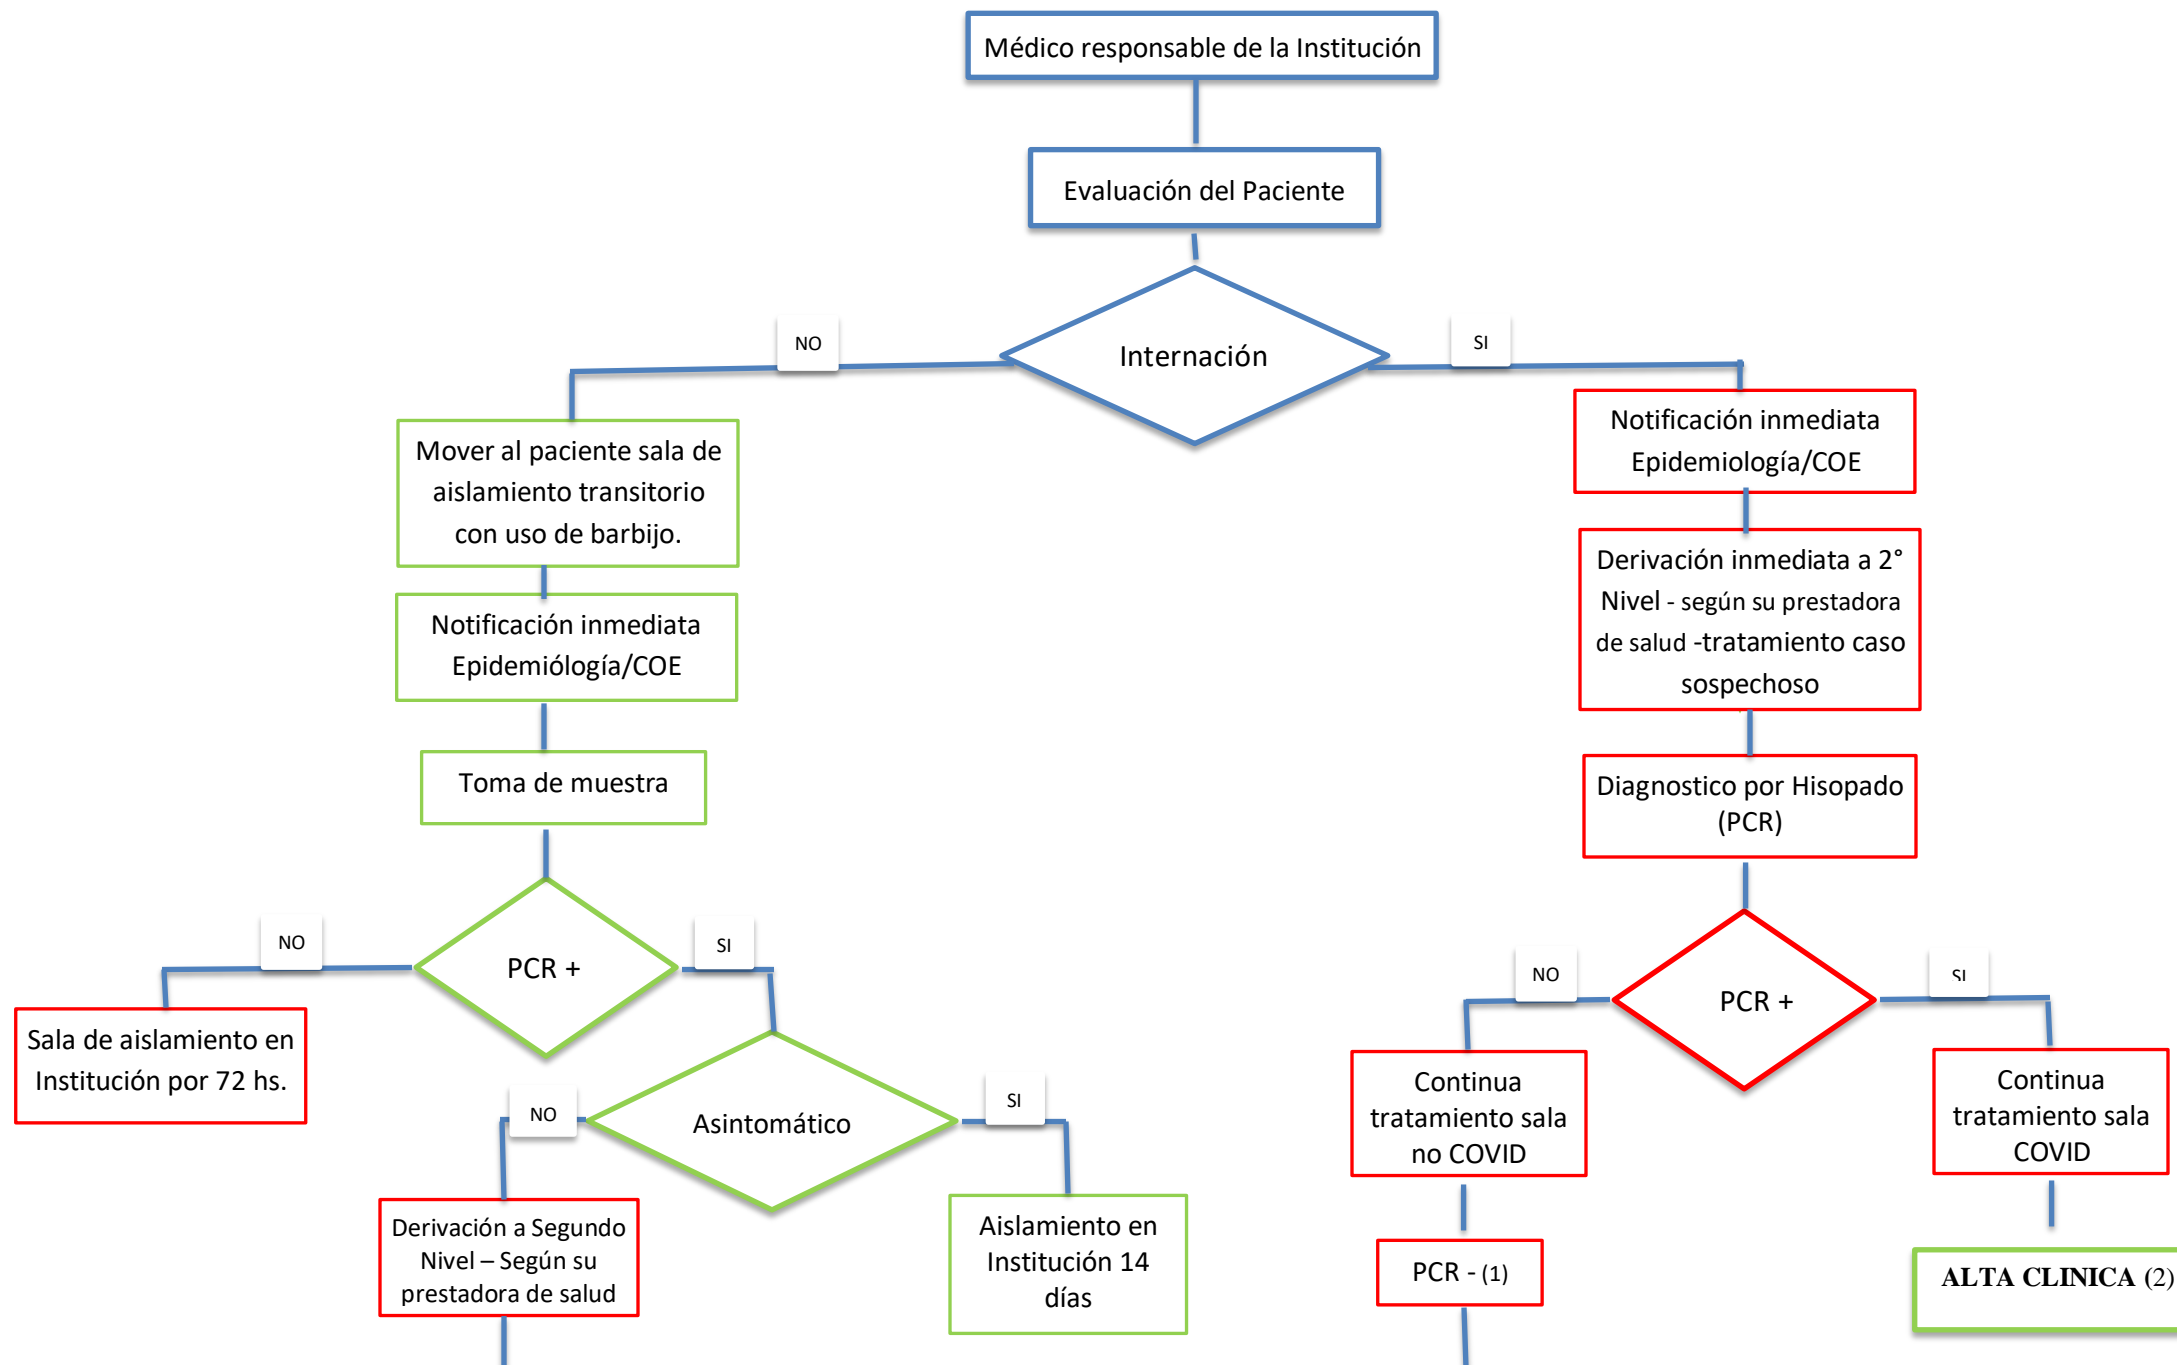 Médico responsable de la Institución
Evaluación del Paciente
Internación
NO
SI
Mover al paciente sala de
aislamiento transitorio
con uso de barbijo.
Notificación inmediata
Epidemiólogía/COE
Toma de muestra
PCR +
NO
SI
Sala de aislamiento en
Institución por 72 hs.
Asintomático
NO
SI
Derivación a Segundo
Nivel – Según su
prestadora de salud
Aislamiento en
Institución 14
días
Notificación inmediata
Epidemiología/COE
Derivación inmediata a 2°
Nivel - según su prestadora
de salud -tratamiento caso
sospechoso
Diagnostico por Hisopado
(PCR)
PCR +
NO
SI
Continua
tratamiento sala
no COVID
PCR - (1)
Continua
tratamiento sala
COVID
ALTA CLINICA (2)